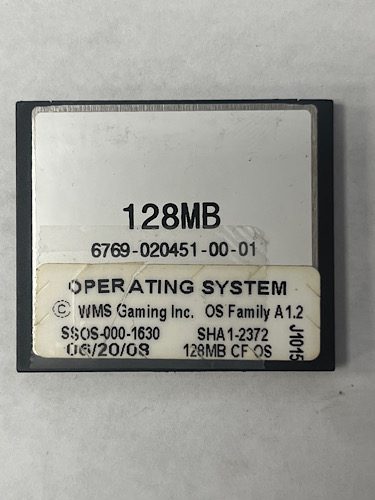 128MB
6769-020451-00-01
OPERATING SYSTEM
© WMS Gaming Inc. OS Family A1.2
SSOS-000-1630 SHA1-2372
06/20/08 128MB CF OS
J1015